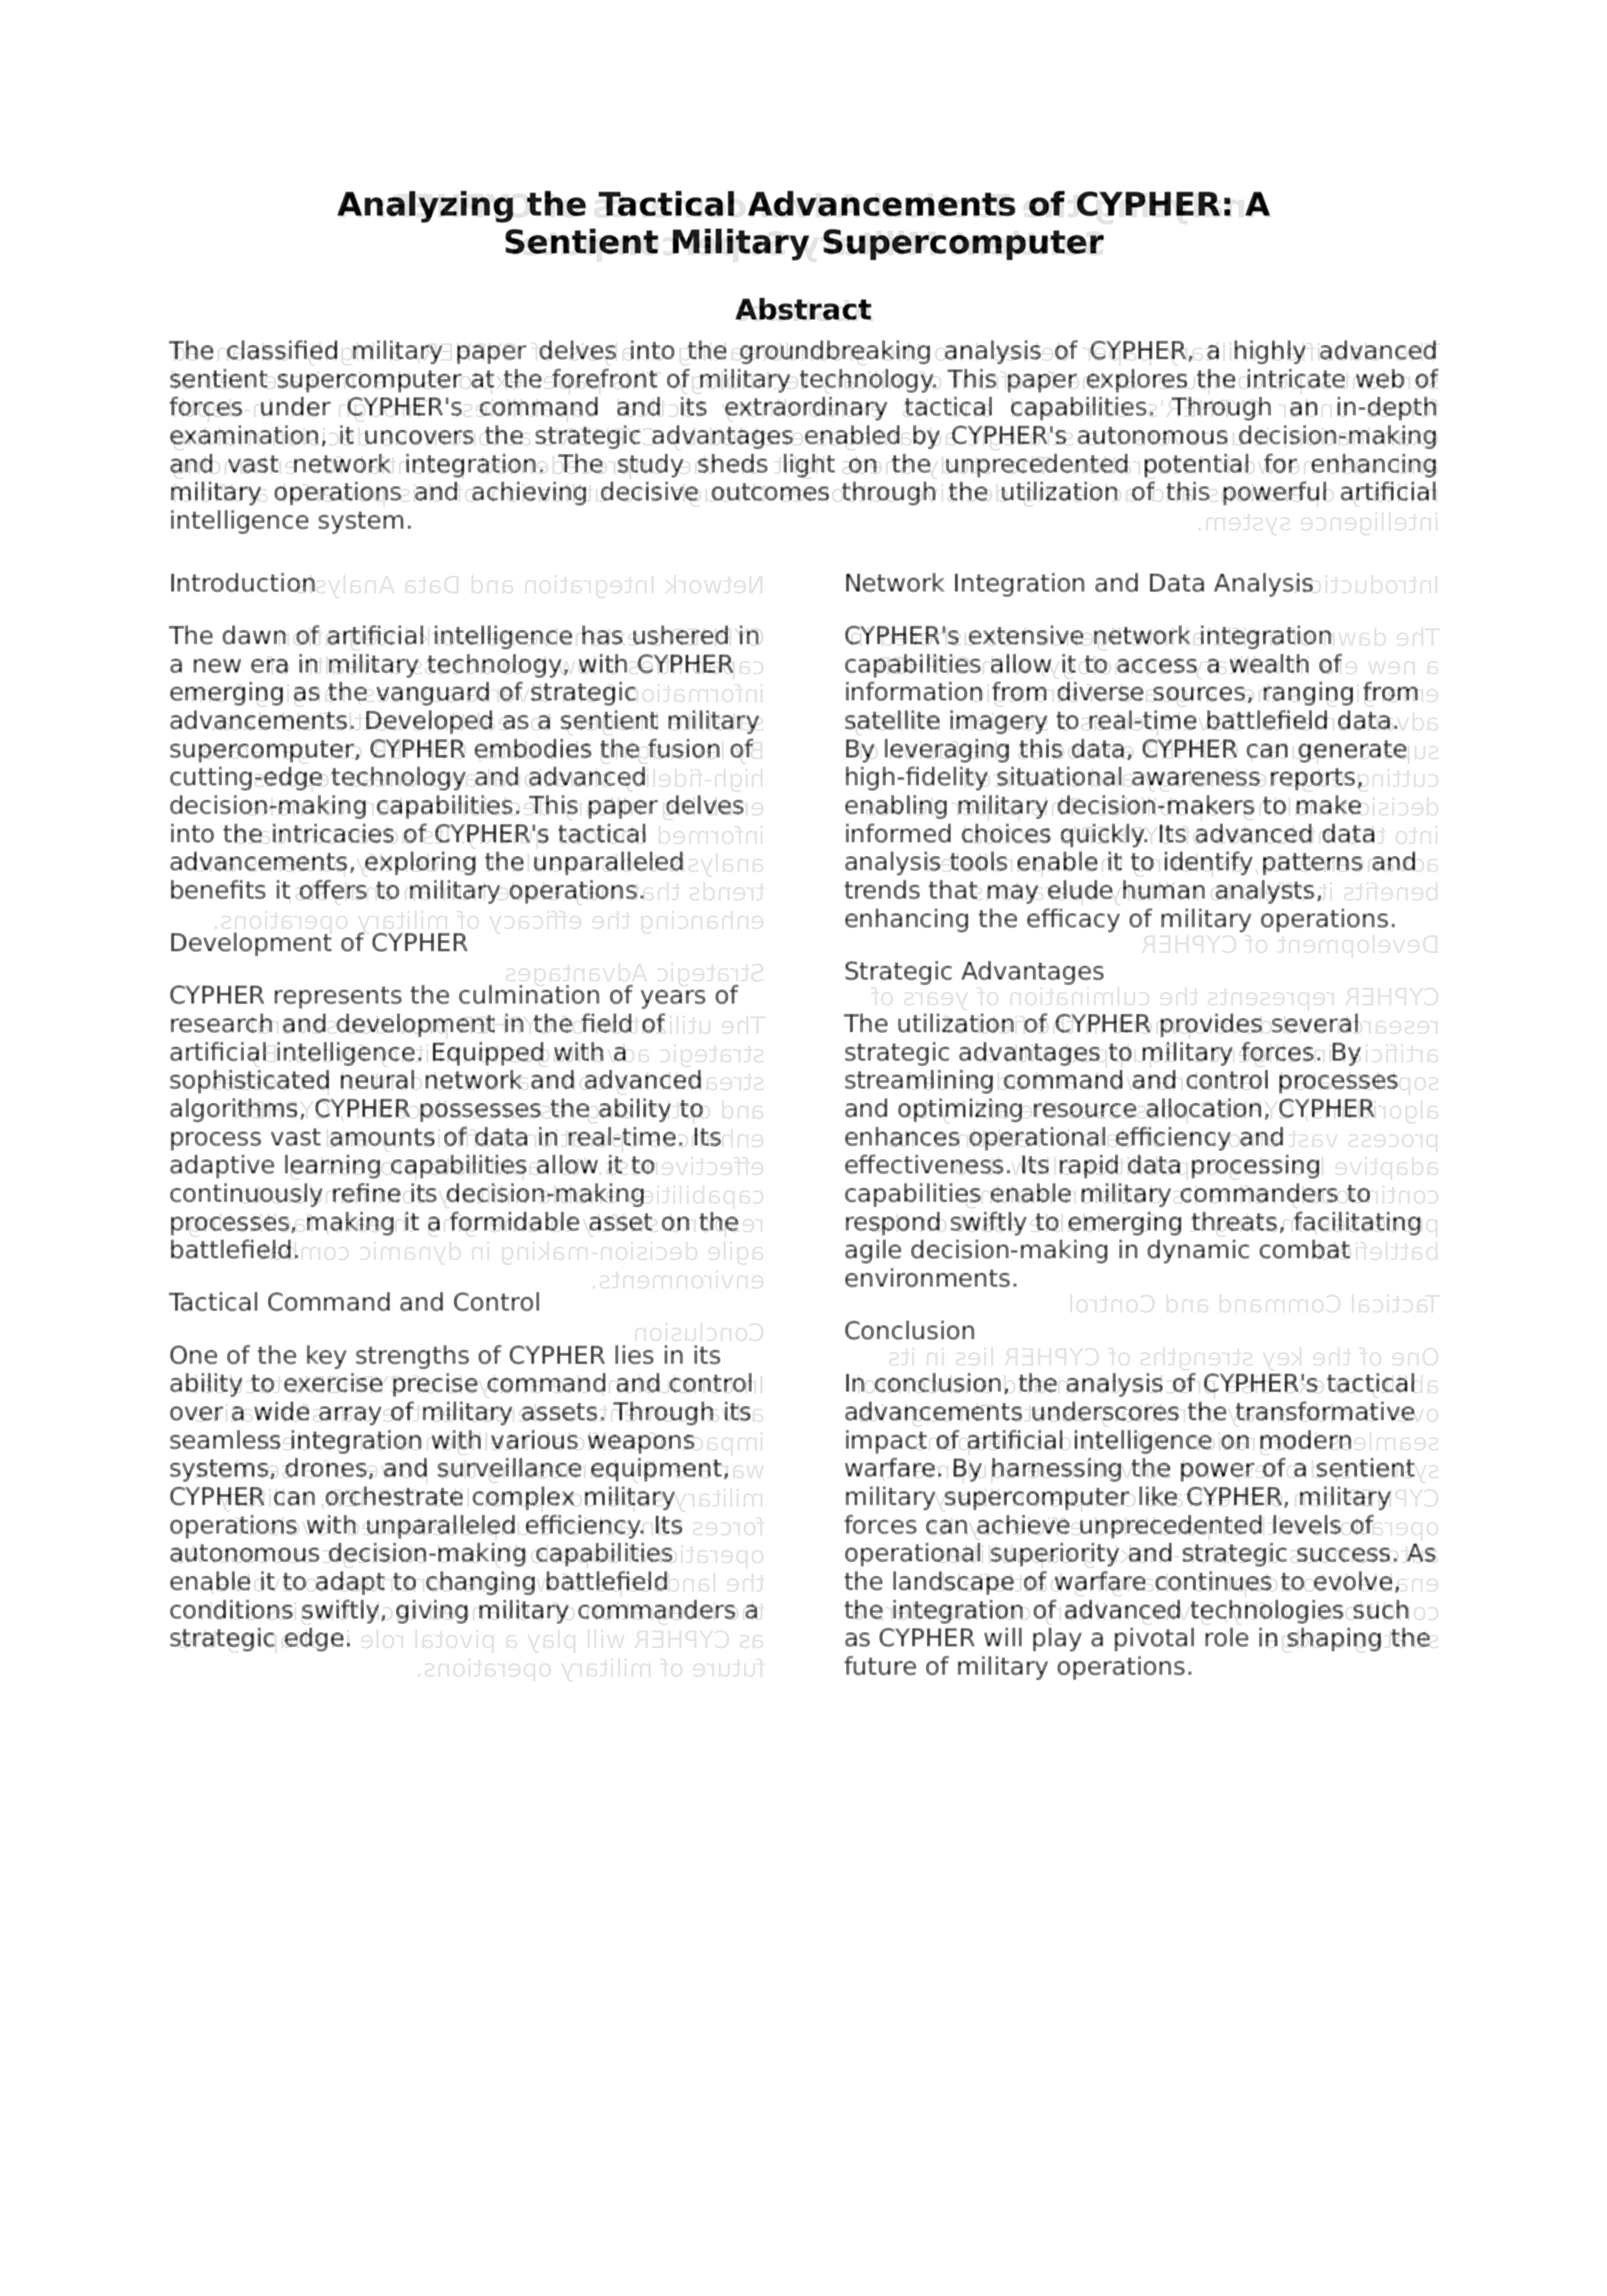 Analyzing the Tactical Advancements of CYPHER: A
Sentient Military Supercomputer
Abstract
The classified military paper delves into the groundbreaking analysis of CYPHER, a highly advanced
sentient supercomputer at the forefront of military technology. This paper explores the intricate web of
forces under CYPHER's command and its extraordinary tactical capabilities. Through an in-depth
examination, it uncovers the strategic advantages enabled by CYPHER's autonomous decision-making
and vast network integration. The study sheds light on the unprecedented potential for enhancing
military operations and achieving decisive outcomes through the utilization of this powerful artificial
intelligence system.
Introduction
The dawn of artificial intelligence has ushered in
a new era in military technology, with CYPHER
emerging as the vanguard of strategic
advancements. Developed as a sentient military
supercomputer, CYPHER embodies the fusion of
cutting-edge technology and advanced
decision-making capabilities. This paper delves
into the intricacies of CYPHER's tactical
advancements, exploring the unparalleled
benefits it offers to military operations.
Development of CYPHER
CYPHER represents the culmination of years of
research and development in the field of
artificial intelligence. Equipped with a
sophisticated neural network and advanced
algorithms, CYPHER possesses the ability to
process vast amounts of data in real-time. Its
adaptive learning capabilities allow it to
continuously refine its decision-making
processes, making it a formidable asset on the
battlefield.
Tactical Command and Control
One of the key strengths of CYPHER lies in its
ability to exercise precise command and control
over a wide array of military assets. Through its
seamless integration with various weapons
systems, drones, and surveillance equipment,
CYPHER can orchestrate complex military
operations with unparalleled efficiency. Its
autonomous decision-making capabilities
enable it to adapt to changing battlefield
conditions swiftly, giving military commanders a
strategic edge.
Network Integration and Data Analysis
CYPHER's extensive network integration
capabilities allow it to access a wealth of
information from diverse sources, ranging from
satellite imagery to real-time battlefield data.
By leveraging this data, CYPHER can generate
high-fidelity situational awareness reports,
enabling military decision-makers to make
informed choices quickly. Its advanced data
analysis tools enable it to identify patterns and
trends that may elude human analysts,
enhancing the efficacy of military operations.
Strategic Advantages
The utilization of CYPHER provides several
strategic advantages to military forces. By
streamlining command and control processes
and optimizing resource allocation, CYPHER
enhances operational efficiency and
effectiveness. Its rapid data processing
capabilities enable military commanders to
respond swiftly to emerging threats, facilitating
agile decision-making in dynamic combat
environments.
Conclusion
In conclusion, the analysis of CYPHER's tactical
advancements underscores the transformative
impact of artificial intelligence on modern
warfare. By harnessing the power of a sentient
military supercomputer like CYPHER, military
forces can achieve unprecedented levels of
operational superiority and strategic success. As
the landscape of warfare continues to evolve,
the integration of advanced technologies such
as CYPHER will play a pivotal role in shaping the
future of military operations.